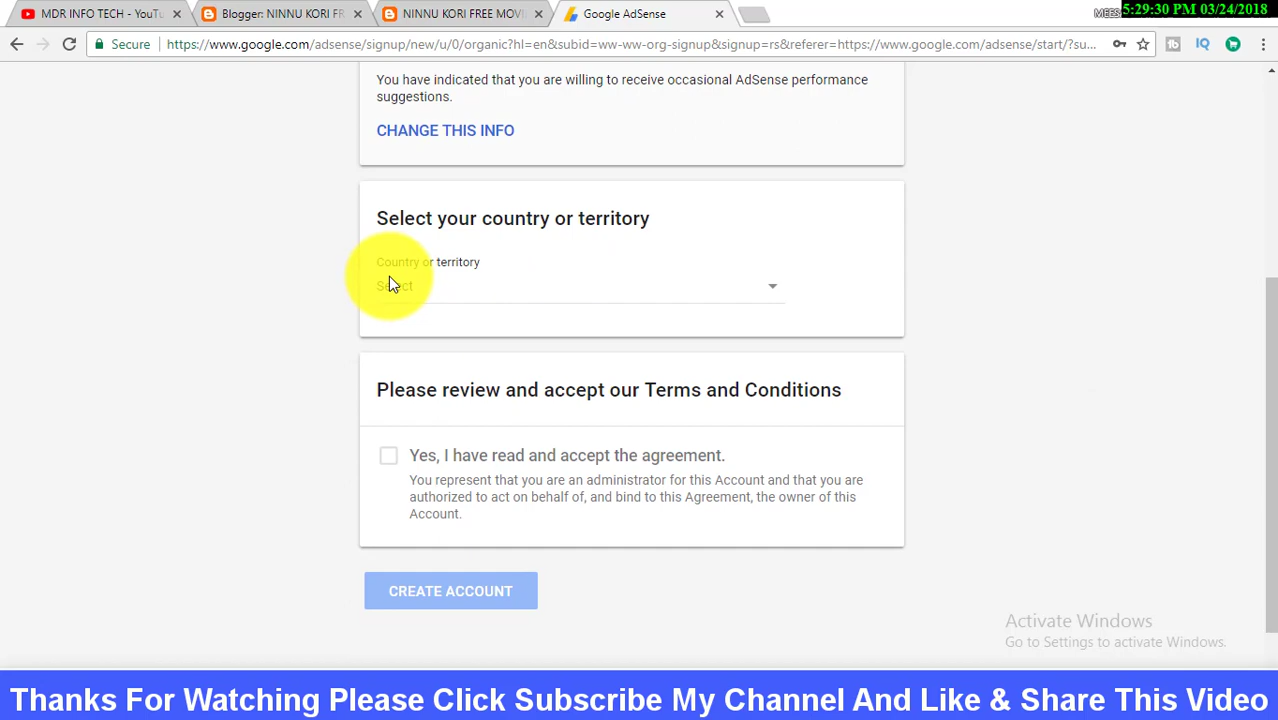 MDR INFO TECH - YouTu
Blogger: NINNU KORI FR
NINNU KORI FREE MOVI
Google AdSense
MEES
5:29:30 PM 03/24/2018
Secure
https://www.google.com/adsense/signup/new/u/0/organic?hl=en&subid=ww-ww-org-signup&signup=rs&referer=https://www.google.com/adsense/start/?su...
You have indicated that you are willing to receive occasional AdSense performance
suggestions.
CHANGE THIS INFO
Select your country or territory
Country or territory
Select
Please review and accept our Terms and Conditions
Yes, I have read and accept the agreement.
You represent that you are an administrator for this Account and that you are
authorized to act on behalf of, and bind to this Agreement, the owner of this
Account.
CREATE ACCOUNT
Activate Windows
Go to Settings to activate Windows.
Thanks For Watching Please Click Subscribe My Channel And Like & Share This Video